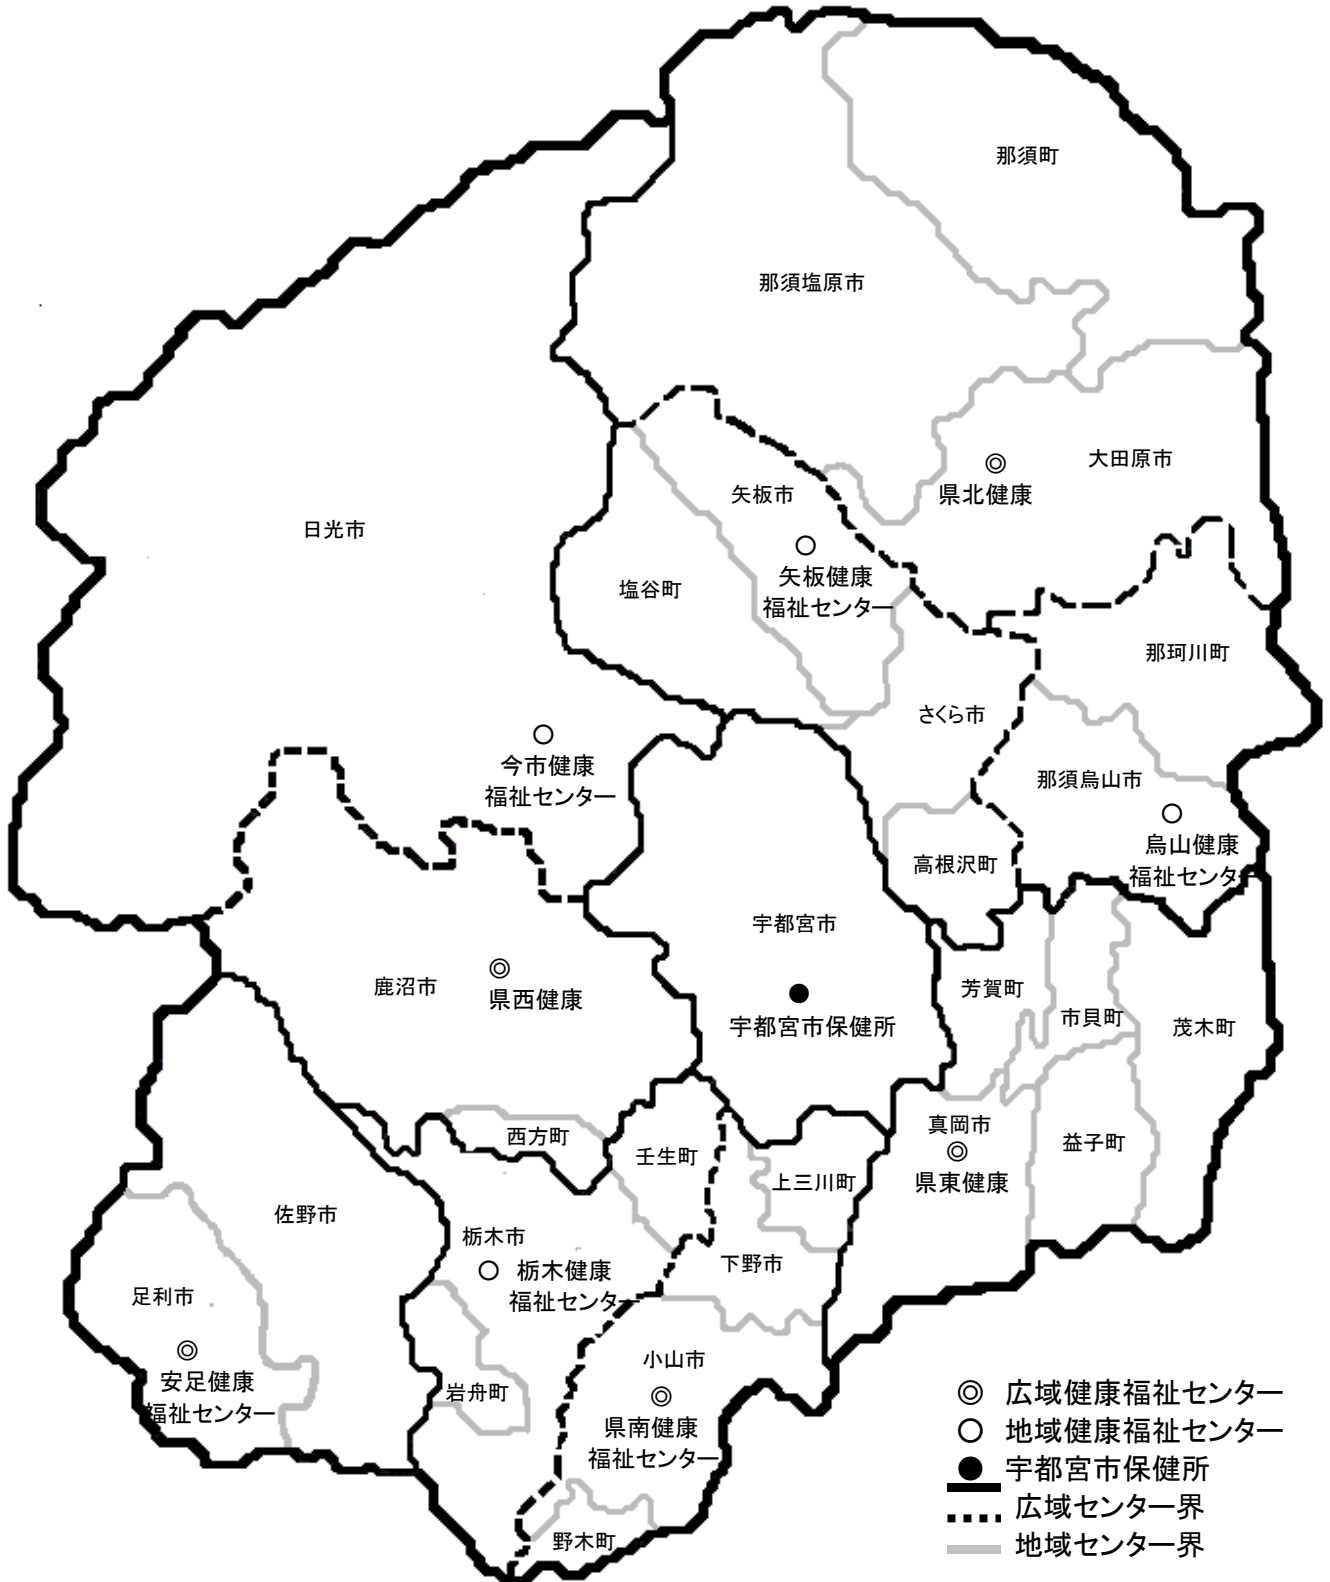 那須町
那須塩原市
大田原市
県北健康
矢板市
日光市
矢板健康
福祉センター
塩谷町
那珂川町
さくら市
今市健康
福祉センター
那須烏山市
烏山健康
福祉センター
高根沢町
宇都宮市
鹿沼市
県西健康
芳賀町
宇都宮市保健所
市貝町
茂木町
西方町
真岡市
益子町
壬生町
上三川町
県東健康
佐野市
栃木市
下野市
栃木健康
福祉センター
足利市
小山市
安足健康
福祉センター
岩舟町
県南健康
福祉センター
野木町
広域健康福祉センター
地域健康福祉センター
宇都宮市保健所
広域センター界
地域センター界